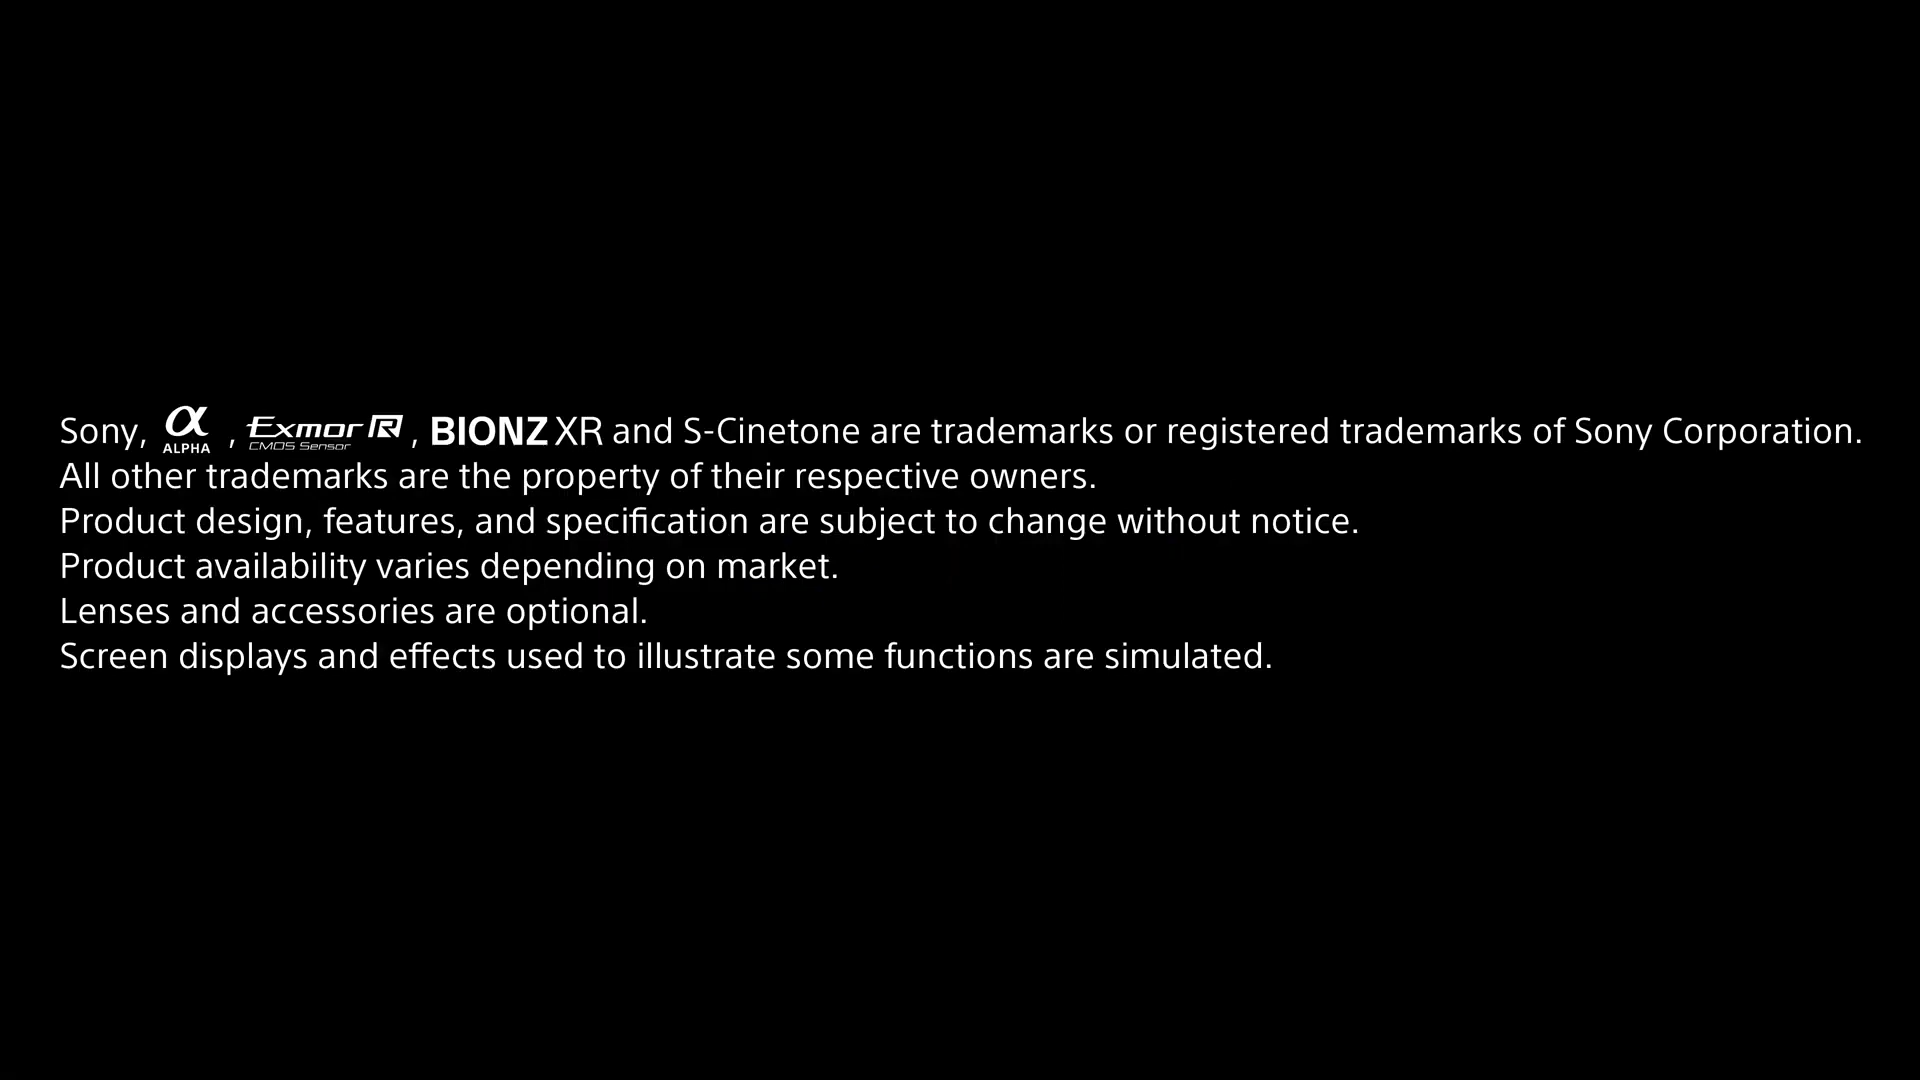 Sony, α ALPHA , Exmor R CMOS Sensor , BIONZ XR and S-Cinetone are trademarks or registered trademarks of Sony Corporation.
All other trademarks are the property of their respective owners.
Product design, features, and specification are subject to change without notice.
Product availability varies depending on market.
Lenses and accessories are optional.
Screen displays and effects used to illustrate some functions are simulated.